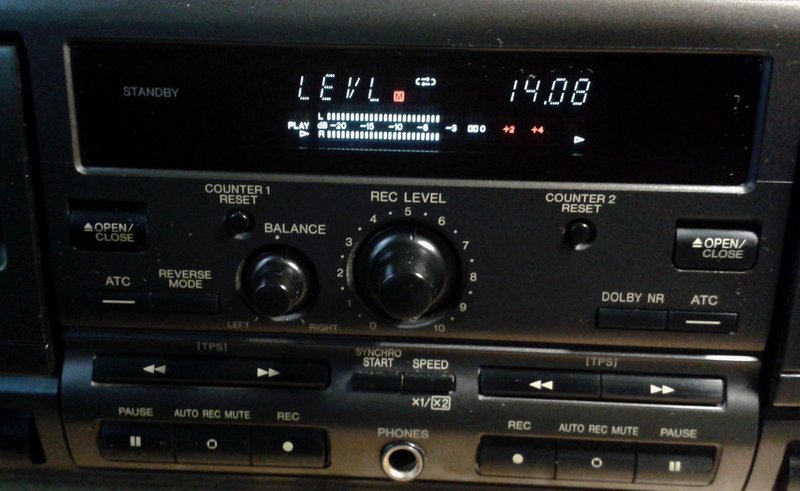 STANDBY
LEVL M 14.08
L
PLAY dB -20 -15 -10 -6 -3 0 +2 +4
R
COUNTER 1 RESET
REC LEVEL
COUNTER 2 RESET
OPEN/CLOSE
BALANCE
0 1 2 3 4 5 6 7 8 9 10
OPEN/CLOSE
ATC
REVERSE MODE
LEFT RIGHT
DOLBY NR
ATC
[TPS]
SYNCHRO START
SPEED
[TPS]
×1/×2
PAUSE AUTO REC MUTE REC
PHONES
REC AUTO REC MUTE PAUSE